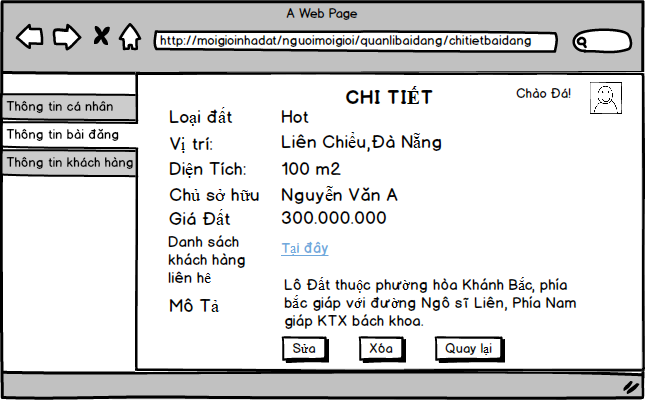 A Web Page
http://moigioinhadat/nguoimoigioi/quanlibaidang/chitietbaidang
CHI TIẾT
Chào Đá!
Thông tin cá nhân
Thông tin bài đăng
Thông tin khách hàng
Loại đất Hot
Vị trí: Liên Chiểu,Đà Nẵng
Diện Tích: 100 m2
Chủ sở hữu Nguyễn Văn A
Giá Đất 300.000.000
Danh sách
khách hàng
liên hê
Tại đây
Mô Tả
Lô Đất thuộc phường hòa Khánh Bắc, phía
bắc giáp với đường Ngô sĩ Liên, Phía Nam
giáp KTX bách khoa.
Sửa Xóa Quay lại